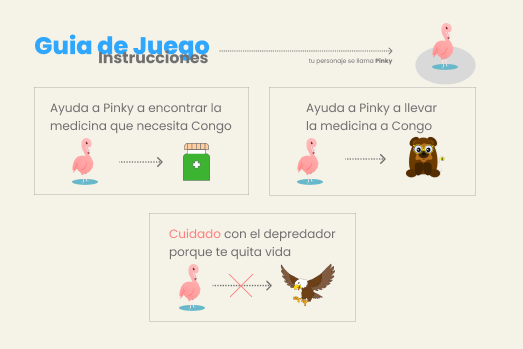 Guia de Juego
Instrucciones
tu personaje se llama Pinky
Ayuda a Pinky a encontrar la
medicina que necesita Congo
Ayuda a Pinky a llevar
la medicina a Congo
Cuidado con el depredador
porque te quita vida